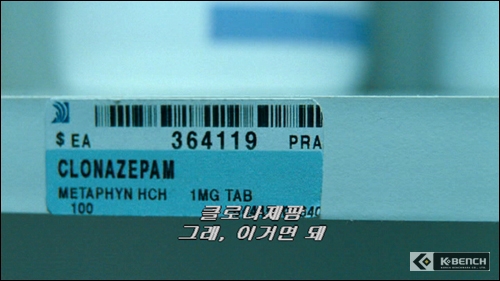 $ EA 364119 PRA
CLONAZEPAM
METAPHYN HCH 1MG TAB
100
클로나제팜
그래, 이거면 돼
K-BENCH